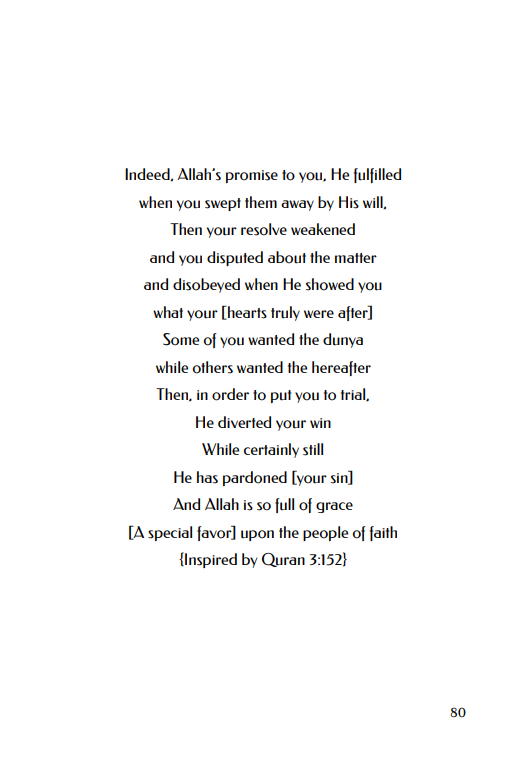 Indeed, Allah's promise to you, He fulfilled
when you swept them away by His will,
Then your resolve weakened
and you disputed about the matter
and disobeyed when He showed you
what your [hearts truly were after]
Some of you wanted the dunya
while others wanted the hereafter
Then, in order to put you to trial,
He diverted your win
While certainly still
He has pardoned [your sin]
And Allah is so full of grace
[A special favor] upon the people of faith
{Inspired by Quran 3:152}
80